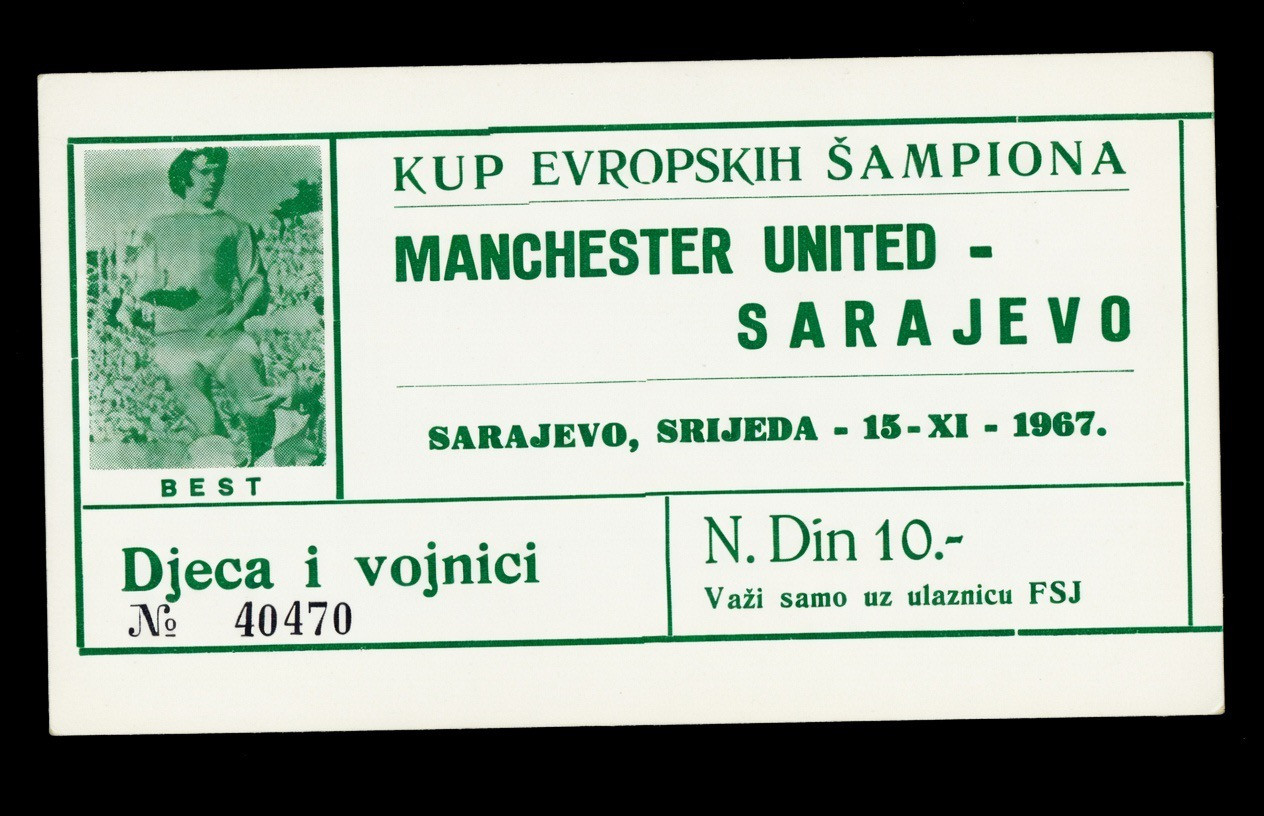 KUP EVROPSKIH ŠAMPIONA
MANCHESTER UNITED -
SARAJEVO
SARAJEVO, SRIJEDA - 15-XI - 1967.
BEST
Djeca i vojnici
№ 40470
N. Din 10.-
Važi samo uz ulaznicu FSJ